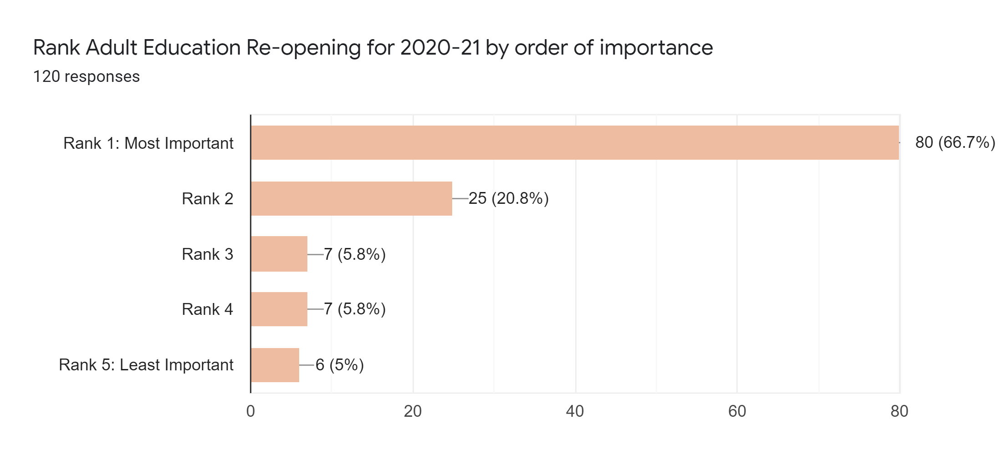 Rank Adult Education Re-opening for 2020-21 by order of importance
120 responses
Rank 1: Most Important
80 (66.7%)
Rank 2
25 (20.8%)
Rank 3
7 (5.8%)
Rank 4
7 (5.8%)
Rank 5: Least Important
6 (5%)
0
20
40
60
80